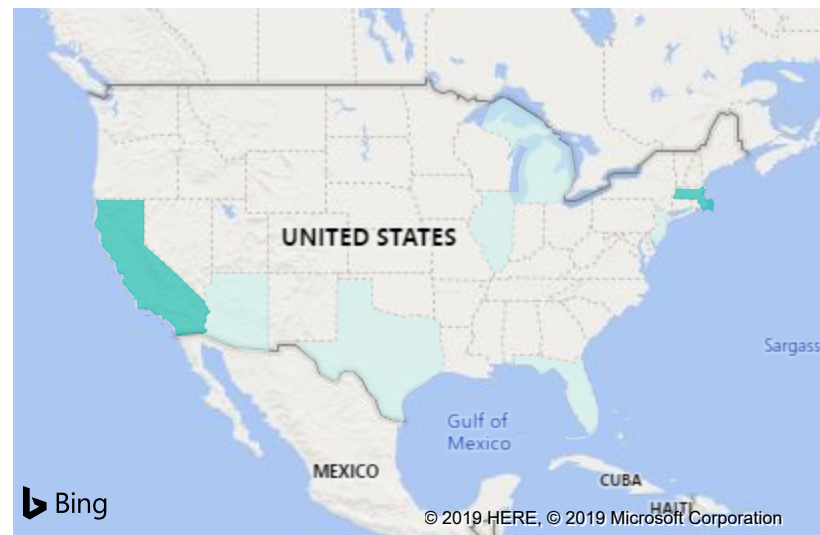 UNITED STATES
Sargass
Gulf of
Mexico
MEXICO
CUBA
HAITI
Bing
© 2019 HERE, © 2019 Microsoft Corporation